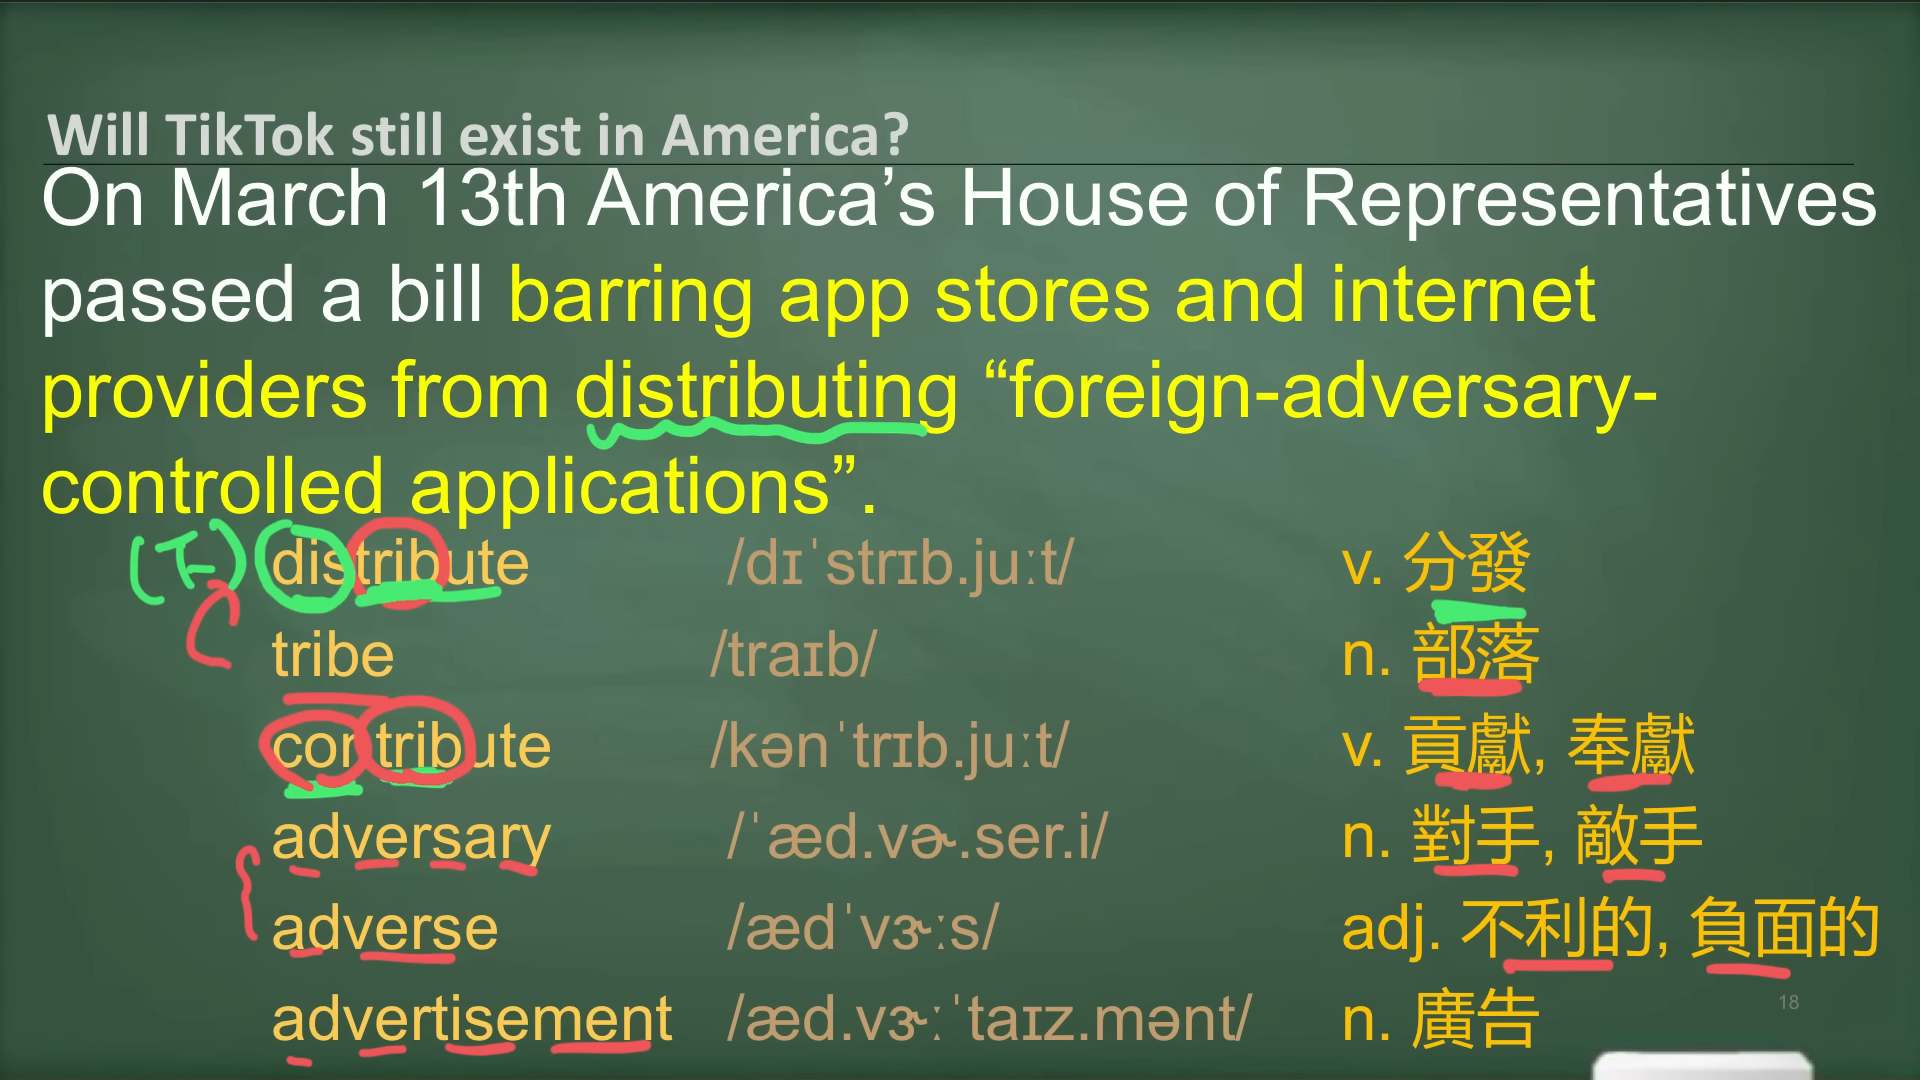 Will TikTok still exist in America?
On March 13th America’s House of Representatives
passed a bill barring app stores and internet
providers from distributing “foreign-adversary-
controlled applications”.
(下) distribute /dɪˈstrɪb.juːt/ v. 分發
tribe /traɪb/ n. 部落
contribute /kənˈtrɪb.juːt/ v. 貢獻, 奉獻
adversary /ˈæd.vɚ.ser.i/ n. 對手, 敵手
adverse /ædˈvɝːs/ adj. 不利的, 負面的
advertisement /æd.vɝːˈtaɪz.mənt/ n. 廣告
18